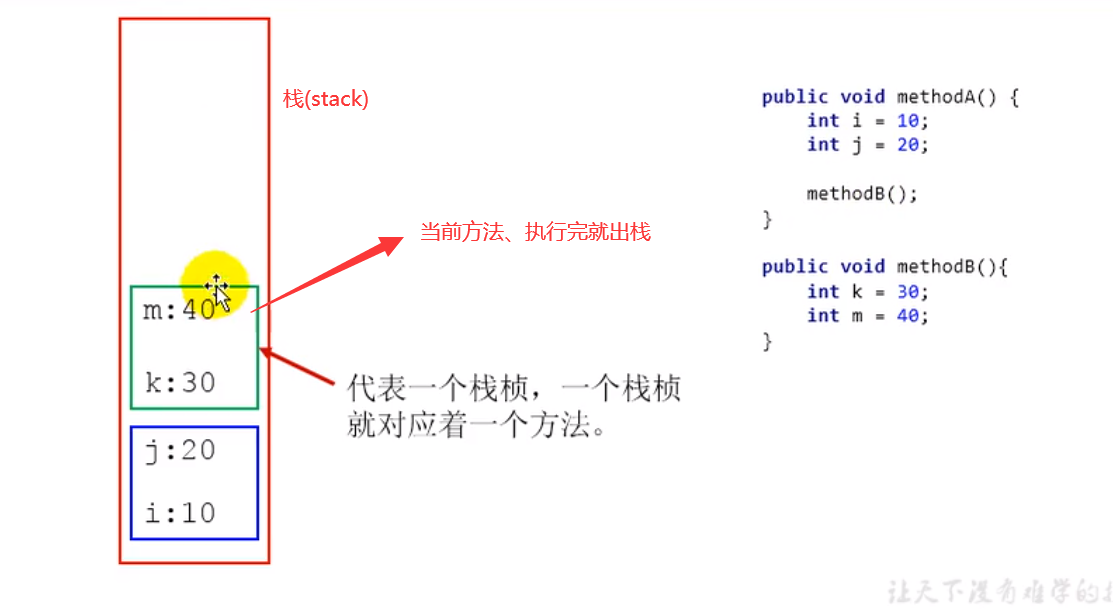 栈(stack)
当前方法、执行完就出栈
m:40
k:30
代表一个栈桢，一个栈桢
就对应着一个方法。
j:20
i:10
public void methodA() {
int i = 10;
int j = 20;
methodB();
}
public void methodB(){
int k = 30;
int m = 40;
}
让天下没有难学的技